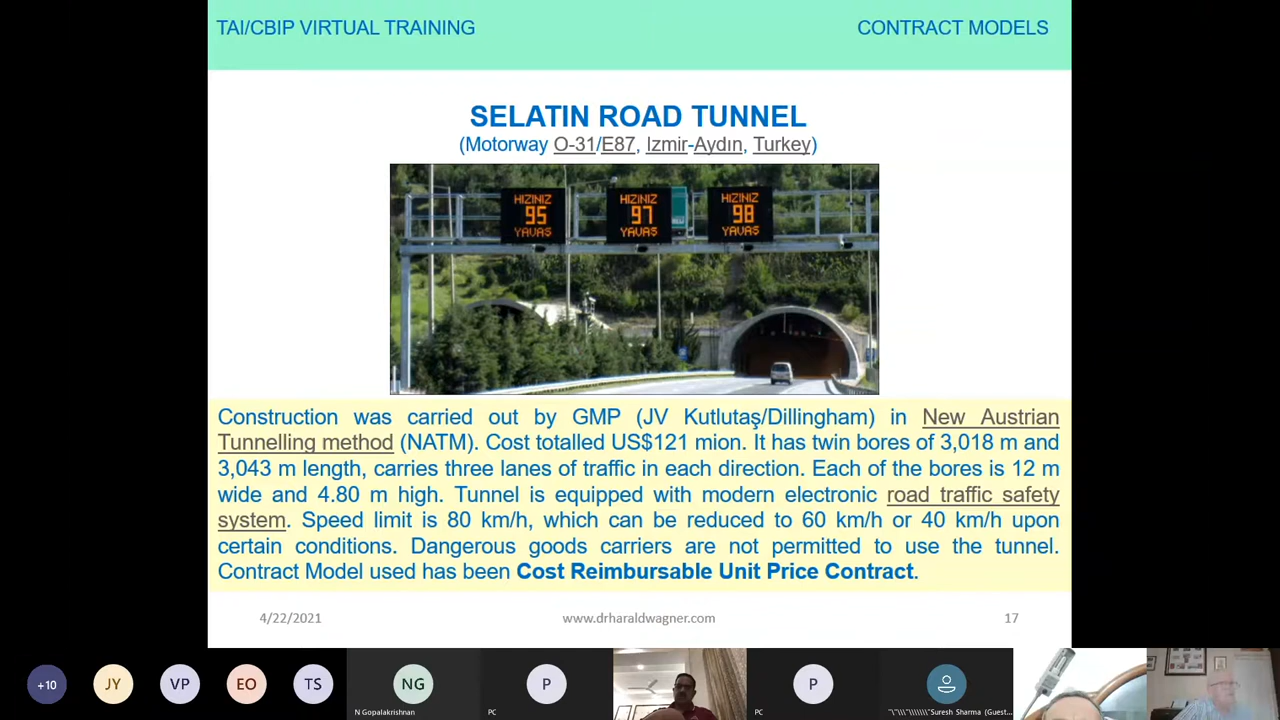 TAI/CBIP VIRTUAL TRAINING
CONTRACT MODELS
SELATIN ROAD TUNNEL
(Motorway O-31/E87, Izmir-Aydın, Turkey)
HIZINIZ
95
YAVAŞ
HIZINIZ
97
YAVAŞ
HIZINIZ
98
YAVAŞ
Construction was carried out by GMP (JV Kutlutaş/Dillingham) in New Austrian
Tunnelling method (NATM). Cost totalled US$121 mion. It has twin bores of 3,018 m and
3,043 m length, carries three lanes of traffic in each direction. Each of the bores is 12 m
wide and 4.80 m high. Tunnel is equipped with modern electronic road traffic safety
system. Speed limit is 80 km/h, which can be reduced to 60 km/h or 40 km/h upon
certain conditions. Dangerous goods carriers are not permitted to use the tunnel.
Contract Model used has been Cost Reimbursable Unit Price Contract.
4/22/2021
www.drharaldwagner.com
17
+10
JY
VP
EO
TS
NG
N Gopalakrishnan
P
PC
P
PC
"\"\\\"\\\\\\\"Suresh Sharma (Guest...